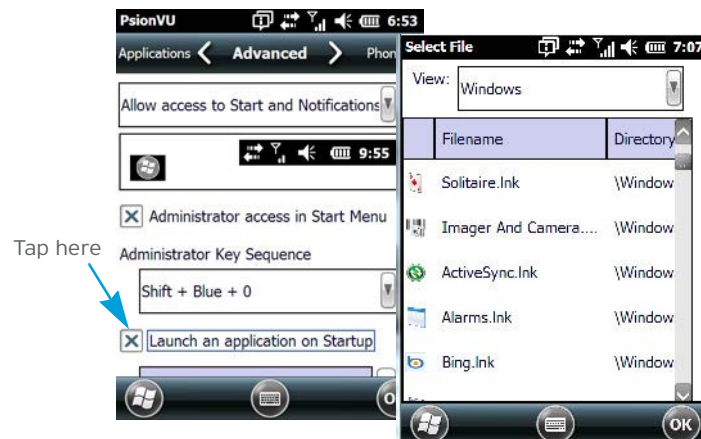 PsionVU 6:53
Applications Advanced Phon
Allow access to Start and Notifications
9:55
Administrator access in Start Menu
Administrator Key Sequence
Shift + Blue + 0
Launch an application on Startup
Tap here
Select File 7:07
View: Windows
Filename Directory
Solitaire.lnk \Window
Imager And Camera.... \Window
ActiveSync.lnk \Window
Alarms.lnk \Window
Bing.lnk \Window
OK